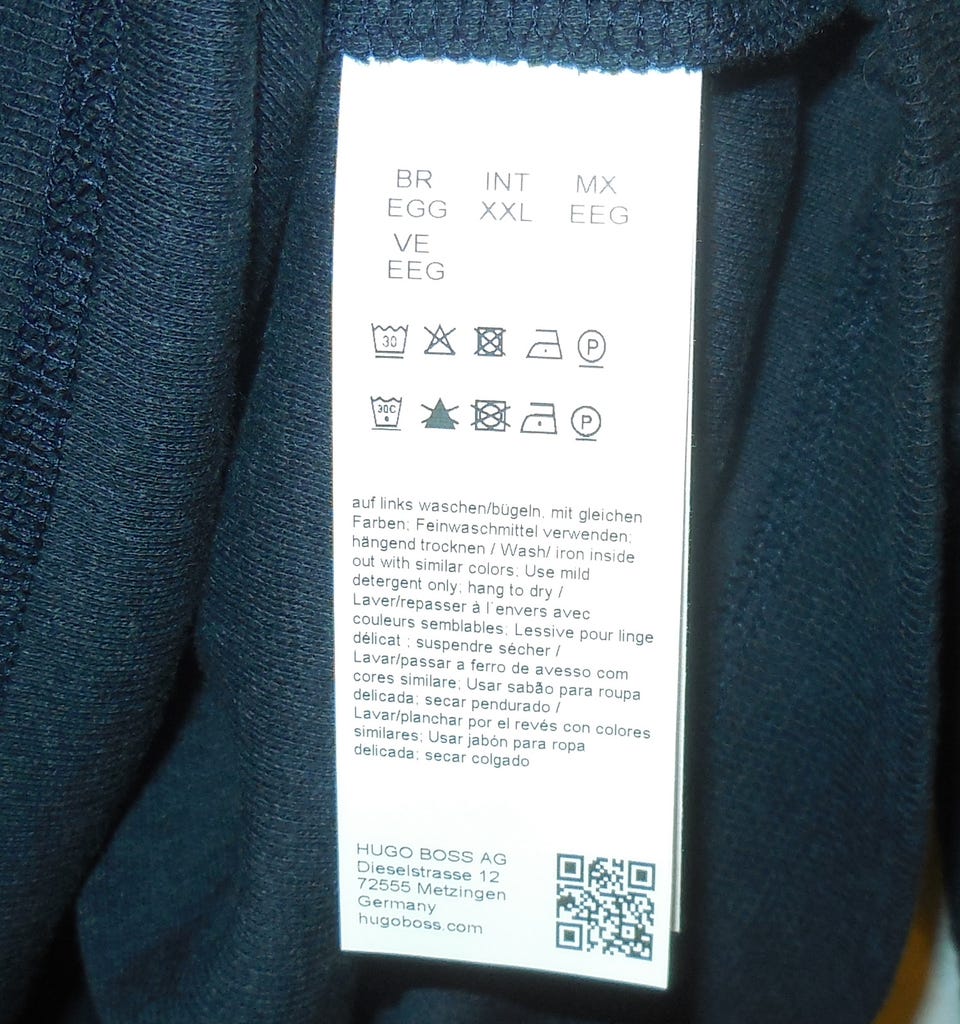 BR INT MX
EGG XXL EEG
VE
EEG
30 P
30C P
auf links waschen/bügeln, mit gleichen
Farben; Feinwaschmittel verwenden;
hängend trocknen / Wash/ iron inside
out with similar colors; Use mild
detergent only; hang to dry /
Laver/repasser à l'envers avec
couleurs semblables; Lessive pour linge
délicat ; suspendre sécher /
Lavar/passar a ferro de avesso com
cores similare; Usar sabão para roupa
delicada; secar pendurado /
Lavar/planchar por el revés con colores
similares; Usar jabón para ropa
delicada; secar colgado
HUGO BOSS AG
Dieselstrasse 12
72555 Metzingen
Germany
hugoboss.com